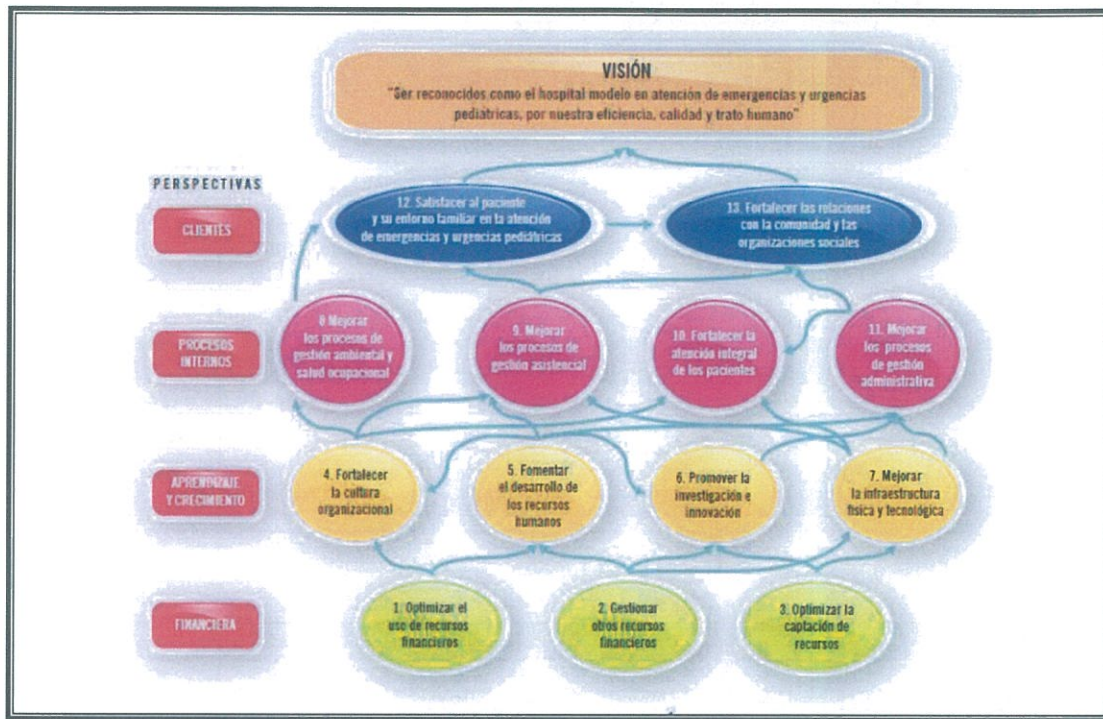 VISIÓN
"Ser reconocidos como el hospital modelo en atención de emergencias y urgencias
pediátricas, por nuestra eficiencia, calidad y trato humano"
PERSPECTIVAS
CLIENTES
12. Satisfacer al paciente
y su entorno familiar en la atención
de emergencias y urgencias pediátricas
13. Fortalecer las relaciones
con la comunidad y las
organizaciones sociales
PROCESOS
INTERNOS
8 Mejorar
los procesos de
gestión ambiental y
salud ocupacional
9. Mejorar
los procesos de
gestión asistencial
10. Fortalecer la
atención integral
de los pacientes
11. Mejorar
los procesos
de gestión
administrativa
APRENDIZAJE
Y CRECIMIENTO
4. Fortalecer
la cultura
organizacional
5. Fomentar
el desarrollo de
los recursos
humanos
6. Promover la
investigación e
innovación
7. Mejorar
la infraestructura
física y tecnológica
FINANCIERA
1. Optimizar el
uso de recursos
financieros
2. Gestionar
otros recursos
financieros
3. Optimizar la
captación de
recursos